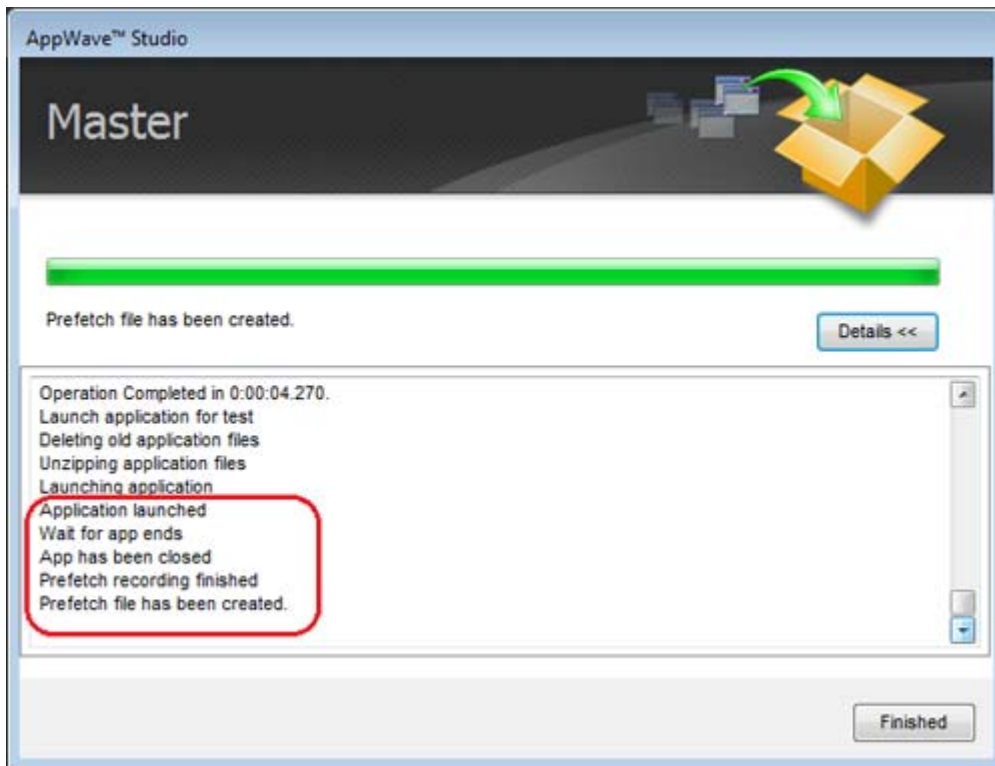 AppWave™ Studio
Master
Prefetch file has been created.
Details <<
Operation Completed in 0:00:04.270.
Launch application for test
Deleting old application files
Unzipping application files
Launching application
Application launched
Wait for app ends
App has been closed
Prefetch recording finished
Prefetch file has been created.
Finished